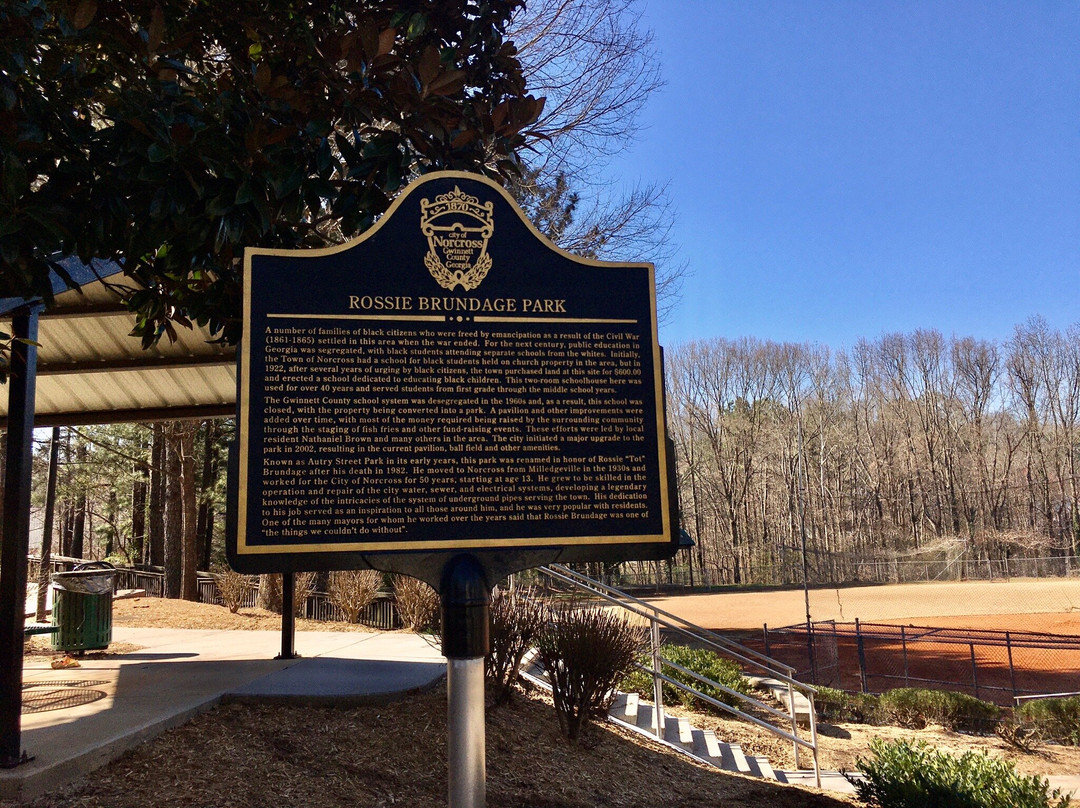 1870
city of
Norcross
Gwinnett
County
Georgia
ROSSIE BRUNDAGE PARK
A number of families of black citizens who were freed by emancipation as a result of the Civil War
(1861-1865) settled in this area when the war ended. For the next century, public education in
Georgia was segregated, with black students attending separate schools from the whites. Initially,
the Town of Norcross had a school for black students held on church property in the area, but in
1922, after several years of urging by black citizens, the town purchased land at this site for $600.00
and erected a school dedicated to educating black children. This two-room schoolhouse here was
used for over 40 years and served students from first grade through the middle school years.
The Gwinnett County school system was desegregated in the 1960s and, as a result, this school was
closed, with the property being converted into a park. A pavilion and other improvements were
added over time, with most of the money required being raised by the surrounding community
through the staging of fish fries and other fund-raising events. These efforts were led by local
resident Nathaniel Brown and many others in the area. The city initiated a major upgrade to the
park in 2002, resulting in the current pavilion, ball field and other amenities.
Known as Autry Street Park in its early years, this park was renamed in honor of Rossie "Tot"
Brundage after his death in 1982. He moved to Norcross from Milledgeville in the 1930s and
worked for the City of Norcross for 50 years, starting at age 13. He grew to be skilled in the
operation and repair of the city water, sewer, and electrical systems, developing a legendary
knowledge of the intricacies of the system of underground pipes serving the town. His dedication
to his job served as an inspiration to all those around him, and he was very popular with residents.
One of the many mayors for whom he worked over the years said that Rossie Brundage was one of
"the things we couldn't do without".